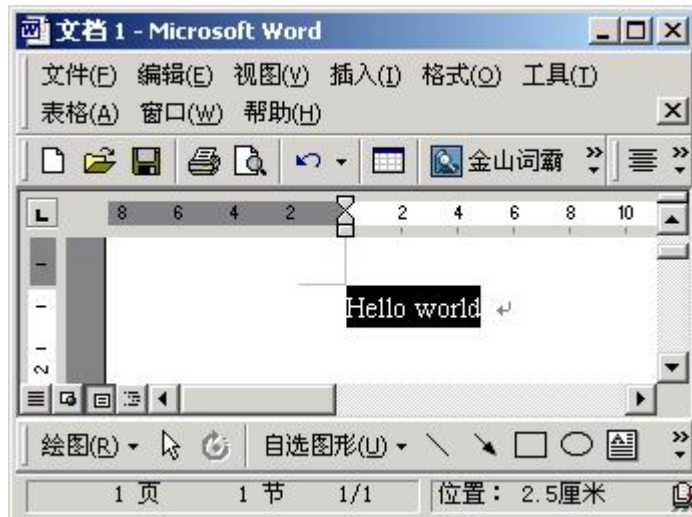 文档 1 - Microsoft Word
文件(F) 编辑(E) 视图(V) 插入(I) 格式(O) 工具(T)
表格(A) 窗口(W) 帮助(H)
金山词霸
L 8 6 4 2 2 4 6 8 10
Hello world
2
绘图(R) 自选图形(U)
1 页 1 节 1/1 位置： 2.5厘米